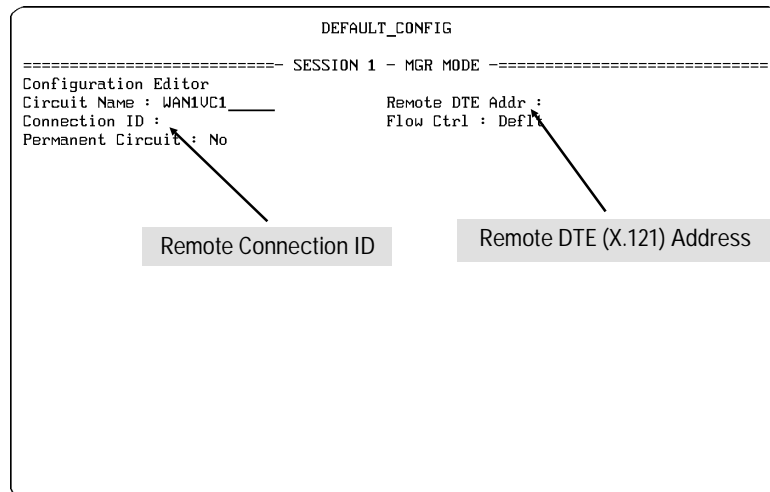 DEFAULT_CONFIG
===========================- SESSION 1 - MGR MODE -=============================
Configuration Editor
Circuit Name : WAN1VC1_____ Remote DTE Addr :
Connection ID : Flow Ctrl : Deflt
Permanent Circuit : No
Remote Connection ID
Remote DTE (X.121) Address